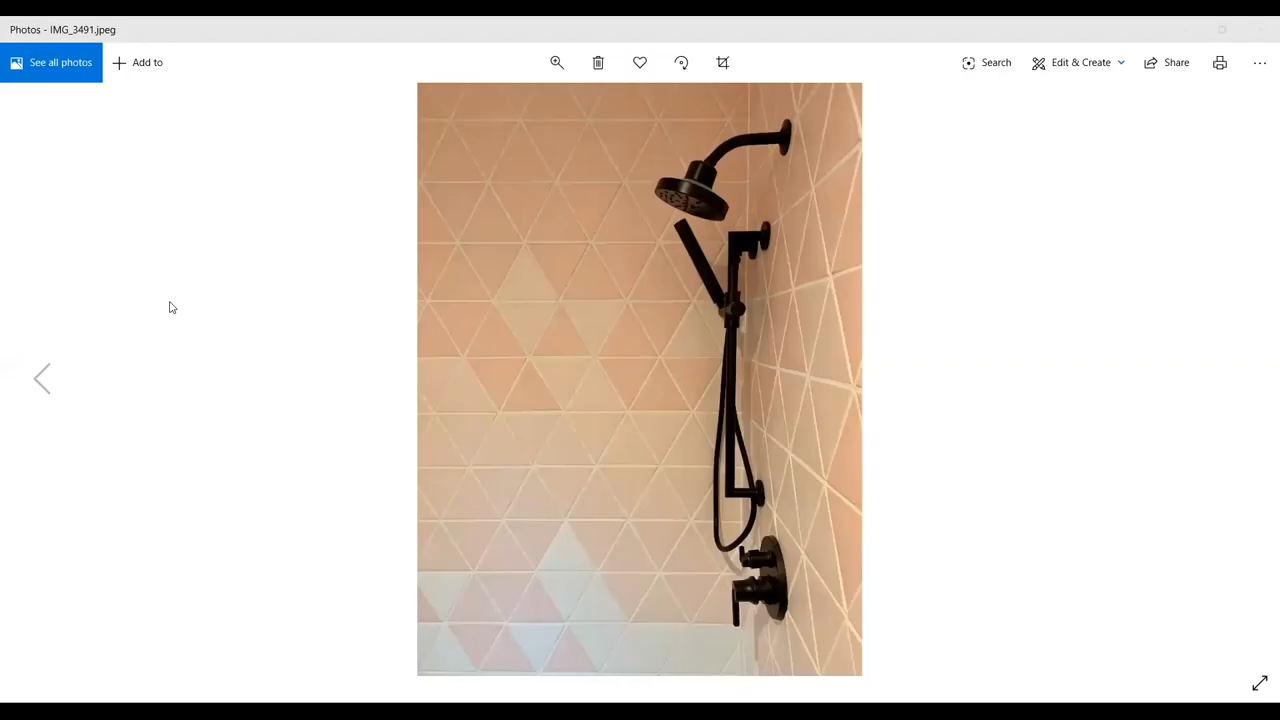 Photos - IMG_3491.jpeg
See all photos
Add to
Search
Edit & Create
Share